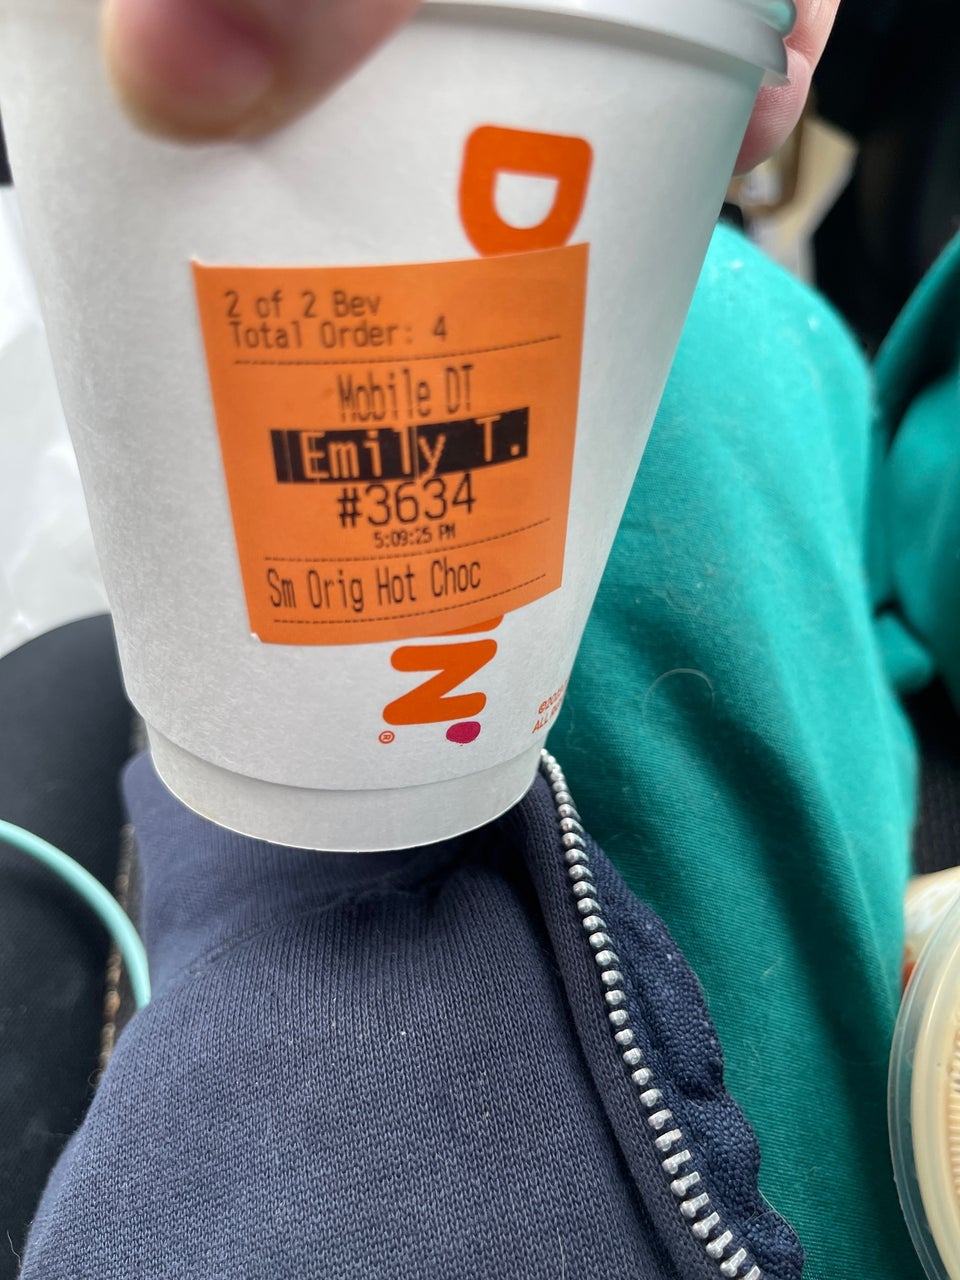 D
2 of 2 Bev
Total Order: 4
Mobile DT
Emily T.
#3634
5:09:25 PM
Sm Orig Hot Choc
N
®
ALL